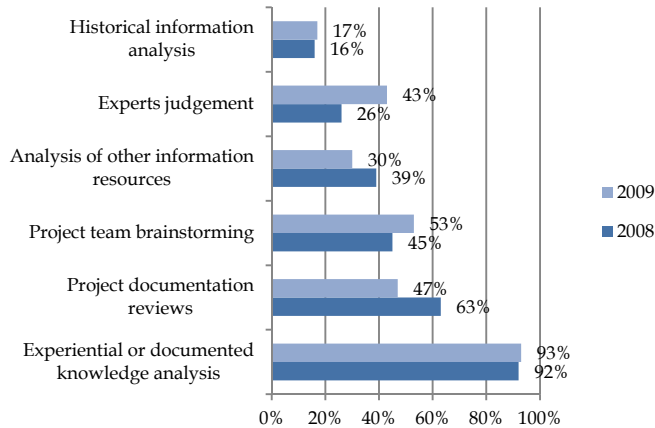 Historical information
analysis
17%
16%
Experts judgement
43%
26%
Analysis of other information
resources
30%
39%
Project team brainstorming
53%
45%
Project documentation
reviews
47%
63%
Experiential or documented
knowledge analysis
93%
92%
0% 20% 40% 60% 80% 100%
2009
2008